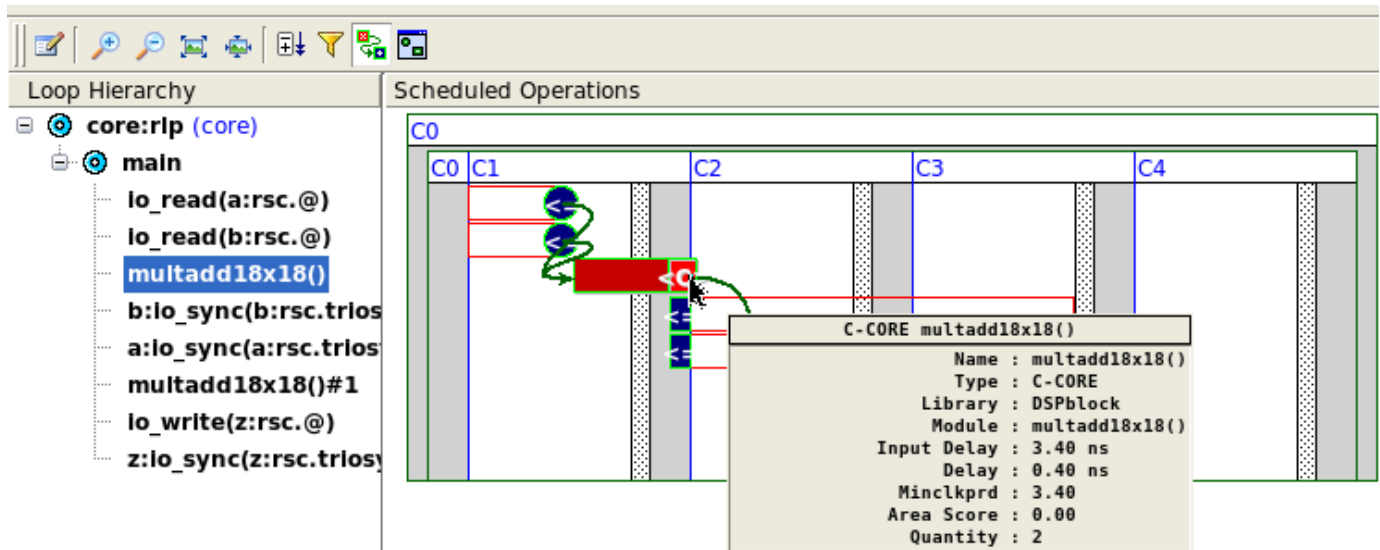 Loop Hierarchy
Scheduled Operations
core:rlp (core)
main
io_read(a:rsc.@)
io_read(b:rsc.@)
multadd18x18()
b:io_sync(b:rsc.trios
a:io_sync(a:rsc.trios
multadd18x18()#1
io_write(z:rsc.@)
z:io_sync(z:rsc.triosy
C0
C0 C1 C2 C3 C4
<
<
<O
<=
<=
C-CORE multadd18x18()
Name : multadd18x18()
Type : C-CORE
Library : DSPblock
Module : multadd18x18()
Input Delay : 3.40 ns
Delay : 0.40 ns
Minclkprd : 3.40
Area Score : 0.00
Quantity : 2